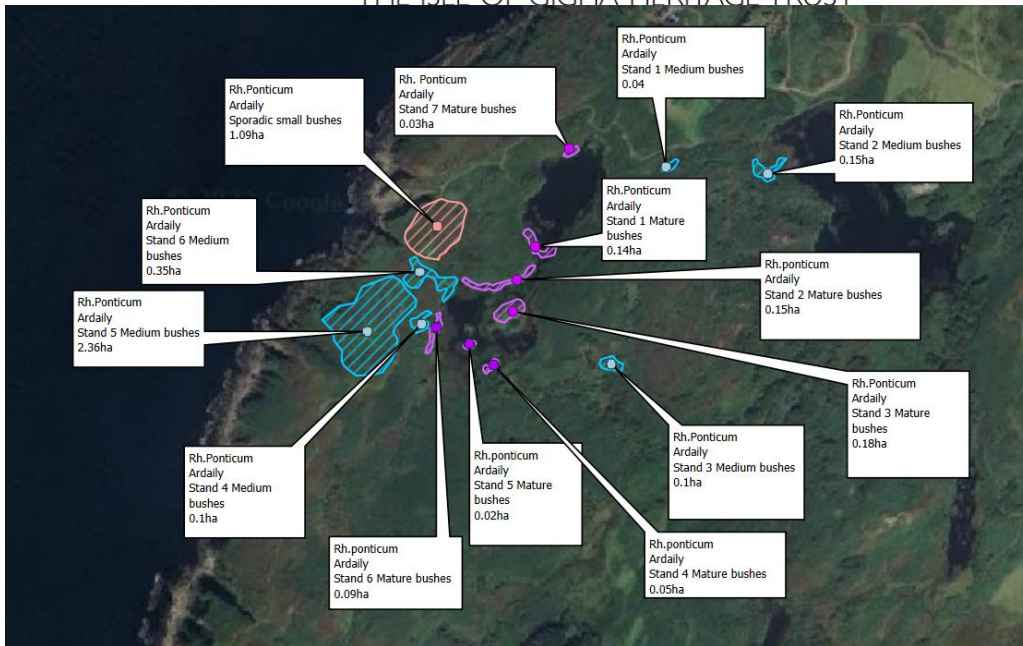 THE ISLE OF GIGHA HERITAGE TRUST
Rh.Ponticum
Ardaily
Stand 1 Medium bushes
0.04
Rh. Ponticum
Ardaily
Stand 7 Mature bushes
0.03ha
Rh.Ponticum
Ardaily
Sporadic small bushes
1.09ha
Rh.Ponticum
Ardaily
Stand 2 Medium bushes
0.15ha
Rh.Ponticum
Ardaily
Stand 1 Mature
bushes
0.14ha
Rh.Ponticum
Ardaily
Stand 6 Medium
bushes
0.35ha
Rh.ponticum
Ardaily
Stand 2 Mature bushes
0.15ha
Rh.Ponticum
Ardaily
Stand 5 Medium bushes
2.36ha
Rh.Ponticum
Ardaily
Stand 3 Mature
bushes
0.18ha
Rh.Ponticum
Ardaily
Stand 3 Medium bushes
0.1ha
Rh.Ponticum
Ardaily
Stand 4 Medium
bushes
0.1ha
Rh.ponticum
Ardaily
Stand 5 Mature
bushes
0.02ha
Rh.ponticum
Ardaily
Stand 6 Mature bushes
0.09ha
Rh.ponticum
Ardaily
Stand 4 Mature bushes
0.05ha